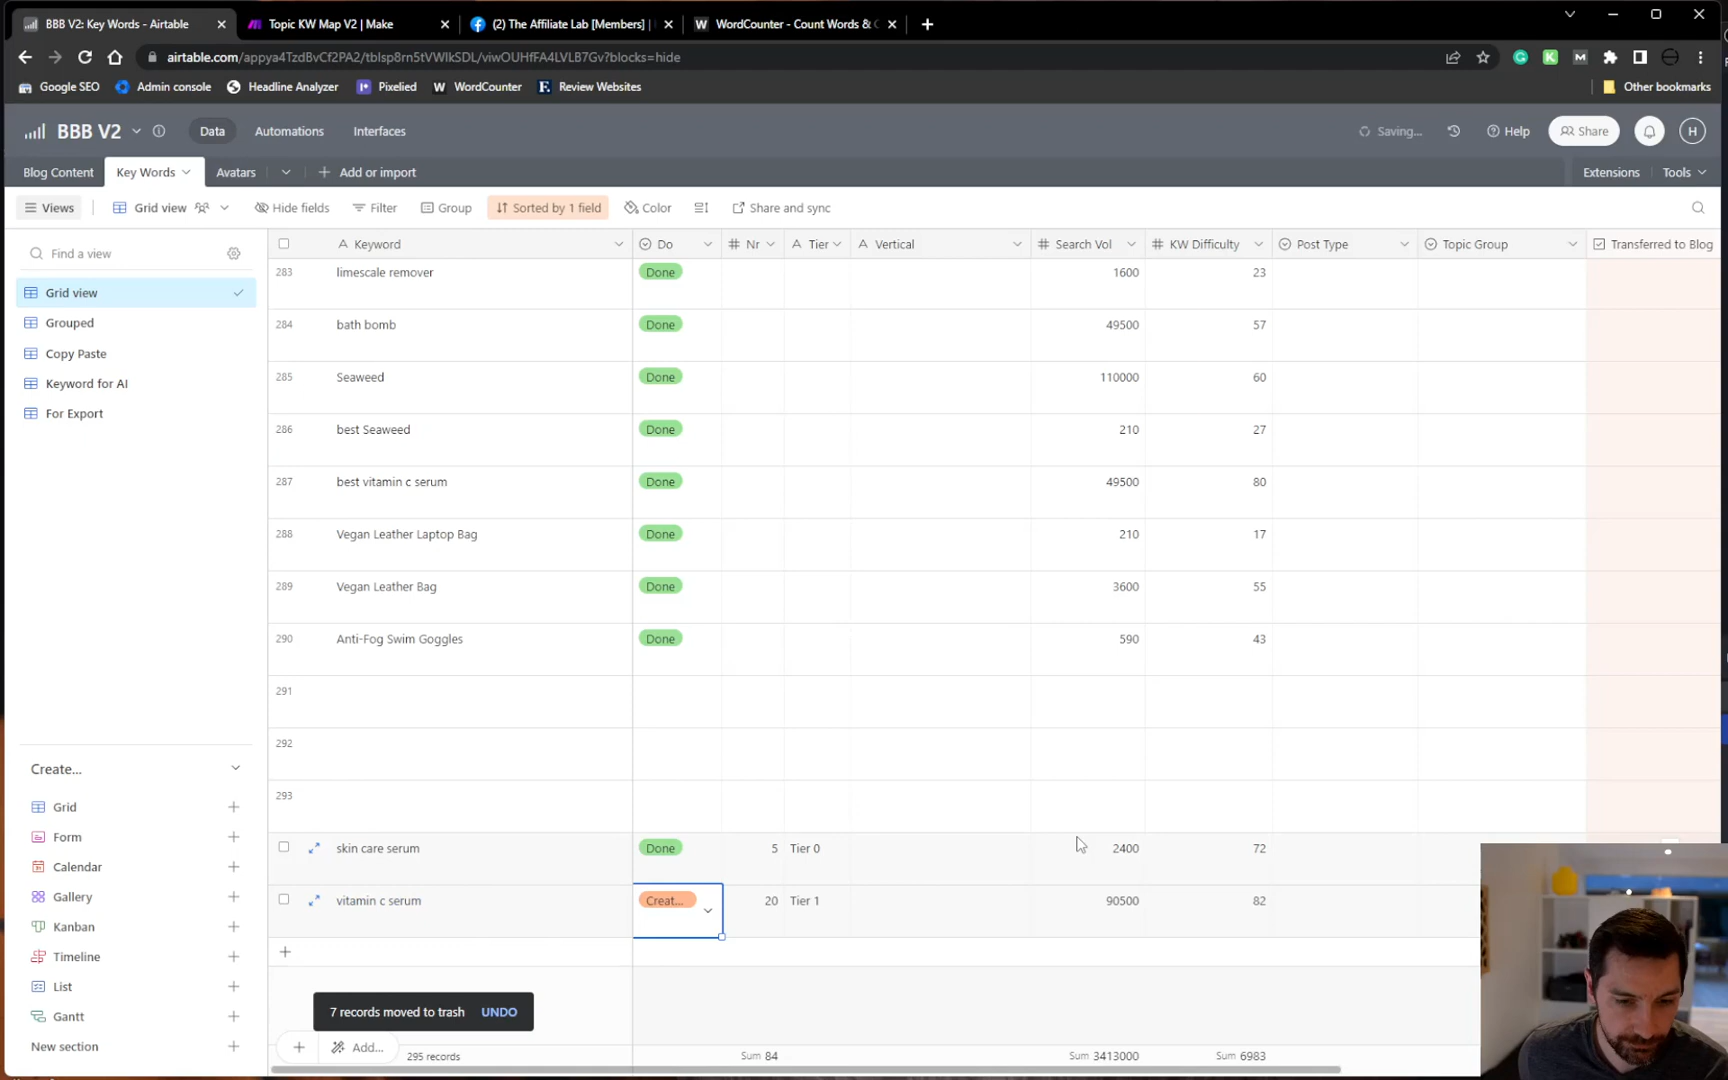 BBB V2: Key Words - Airtable
Topic KW Map V2 | Make
(2) The Affiliate Lab [Members] |
WordCounter - Count Words &
airtable.com/appya4TzdBvCf2PA2/tblsp8rn5tVWlkSDL/viwOUHfFA4LVLB7Gv?blocks=hide
Google SEO Admin console Headline Analyzer Pixelied WordCounter Review Websites Other bookmarks
BBB V2 Data Automations Interfaces Saving... Help Share H
Blog Content Key Words Avatars Add or import Extensions Tools
Views Grid view Hide fields Filter Group Sorted by 1 field Color Share and sync
Find a view
Grid view
Grouped
Copy Paste
Keyword for AI
For Export
Create...
Grid
Form
Calendar
Gallery
Kanban
Timeline
List
Gantt
New section
Keyword Do Nr Tier Vertical Search Vol KW Difficulty Post Type Topic Group Transferred to Blog
283 limescale remover Done 1600 23
284 bath bomb Done 49500 57
285 Seaweed Done 110000 60
286 best Seaweed Done 210 27
287 best vitamin c serum Done 49500 80
288 Vegan Leather Laptop Bag Done 210 17
289 Vegan Leather Bag Done 3600 55
290 Anti-Fog Swim Goggles Done 590 43
291
292
293
skin care serum Done 5 Tier 0 2400 72
vitamin c serum Creat... 20 Tier 1 90500 82
7 records moved to trash UNDO
Add...
295 records Sum 84 Sum 3413000 Sum 6983